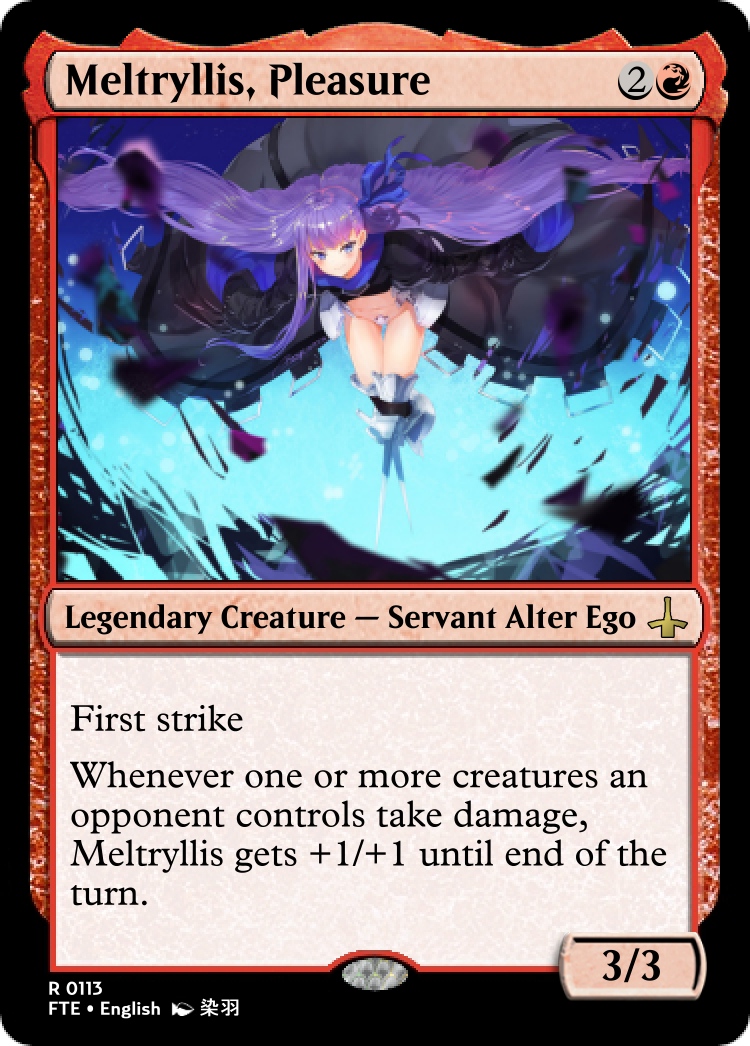 Meltryllis, Pleasure 2
Legendary Creature — Servant Alter Ego
First strike
Whenever one or more creatures an
opponent controls take damage,
Meltryllis gets +1/+1 until end of the
turn.
3/3
R 0113
FTE • English 染羽